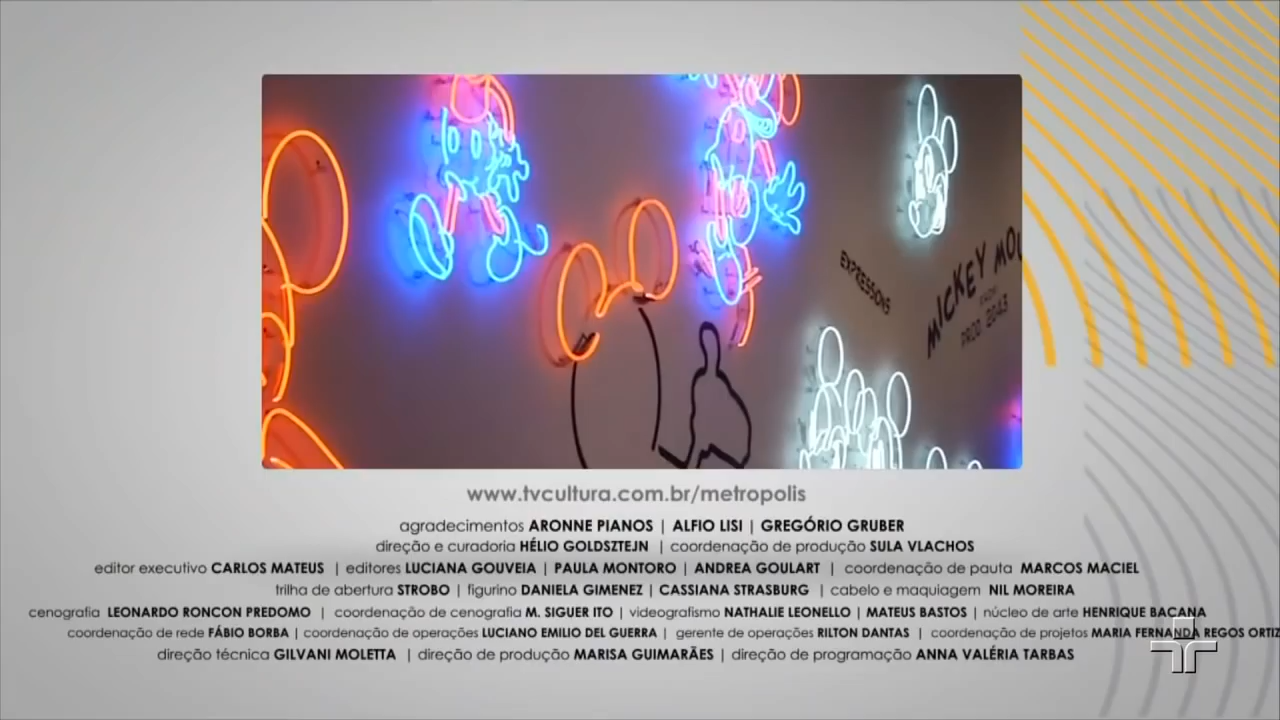 EXPRESSIONS
MICKEY MOU
PROD. 2043
www.tvcultura.com.br/metropolis
agradecimentos ARONNE PIANOS | ALFIO LISI | GREGÓRIO GRUBER
direção e curadoria HÉLIO GOLDSZTEJN | coordenação de produção SULA VLACHOS
editor executivo CARLOS MATEUS | editores LUCIANA GOUVEIA | PAULA MONTORO | ANDREA GOULART | coordenação de pauta MARCOS MACIEL
trilha de abertura STROBO | figurino DANIELA GIMENEZ | CASSIANA STRASBURG | cabelo e maquiagem NIL MOREIRA
cenografia LEONARDO RONCON PREDOMO | coordenação de cenografia M. SIGUER ITO | videografismo NATHALIE LEONELLO | MATEUS BASTOS | núcleo de arte HENRIQUE BACANA
coordenação de rede FÁBIO BORBA | coordenação de operações LUCIANO EMILIO DEL GUERRA | gerente de operações RILTON DANTAS | coordenação de projetos MARIA FERNANDA REGOS ORTIZ
direção técnica GILVANI MOLETTA | direção de produção MARISA GUIMARÃES | direção de programação ANNA VALÉRIA TARBAS